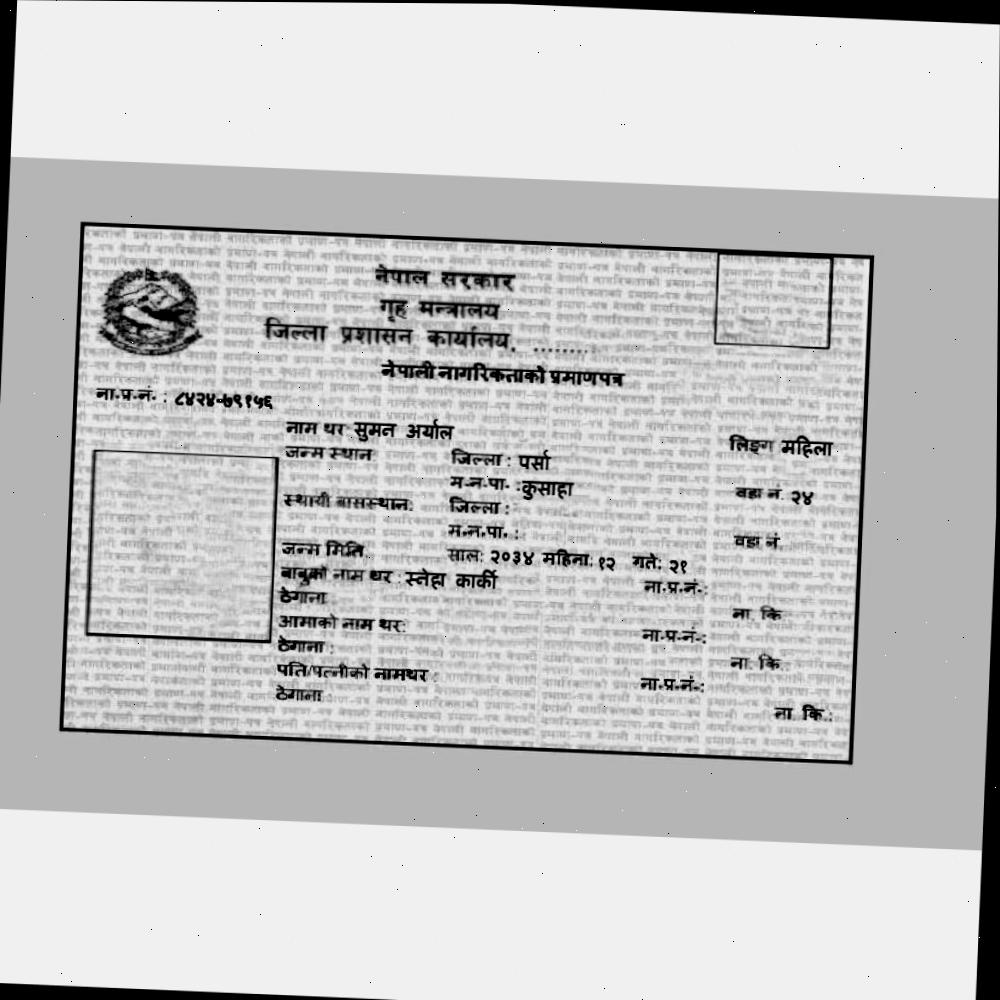 नेपाल सरकार
गृह मन्त्रालय
जिल्ला प्रशासन कार्यालय, ........
नेपाली नागरिकताको प्रमाणपत्र
ना.प्र.नं. : ८४२४-७९१५६
नाम थर: सुमन अर्याल लिङ्ग महिला
जन्म स्थान: जिल्ला : पर्सा
म.न.पा. : कुसाहा वडा नं. २४
स्थायी बासस्थान: जिल्ला :
म.न.पा. : वडा नं
जन्म मिति: साल: २०३४ महिना: १२ गते: २१
बाबुको नाम थर : स्नेहा कार्की ना.प्र.नं.:
ठेगाना ना. कि
आमाको नाम थर: ना.प्र.नं.:
ठेगाना : ना. कि.:
पति/पत्नीको नामथर : ना.प्र.नं.:
ठेगाना: ना. कि.: